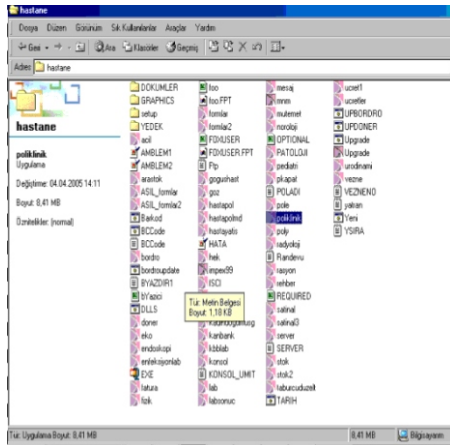 hastane
Dosya Düzen Görünüm Sık Kullanılanlar Araçlar Yardım
Geri Ara Klasörler Geçmiş
Adres hastane
hastane
poliklinik
Uygulama
Değiştirme: 04.04.2005 14:11
Boyut: 8,41 MB
Öznitelikler: (normal)
DOKUMLER
GRAPHICS
setup
YEDEK
acil
AMBLEM1
AMBLEM2
arastok
ASIL_formlar
ASIL_formlar2
Barkod
BCCode
BCCode
bordro
bordroupdate
BYAZDIR1
bYazici
DLLS
doner
eko
endoskopi
enfeksiyonlab
EXE
fatura
fizik
foo
foo.FPT
formlar
formlar2
FOXUSER
FOXUSER.FPT
Ftp
gogushast
goz
hastapol
hastapolnd
hastayatis
HATA
hek
impex99
ISCI
Tür: Metin Belgesi
Boyut: 1,18 KB
kanbank
kbblab
konsol
KONSOL_UMIT
lab
labsonuc
mesaj
mnm
muternet
noroloji
OPTIONAL
PATOLOJI
pediatri
pkapat
POLADI
pole
poliklinik
poly
radyoloji
Randevu
rasyon
rehber
REQUIRED
satinal
satinal3
server
SERVER
stok
stok2
taburcuduzelt
TARIH
ucret1
ucretler
UPBORDRO
UPDONER
Upgrade
Upgrade
urodinami
vezne
VEZNENO
yatran
Yeni
YSIRA
Tür: Uygulama Boyut: 8,41 MB
8,41 MB
Bilgisayarım